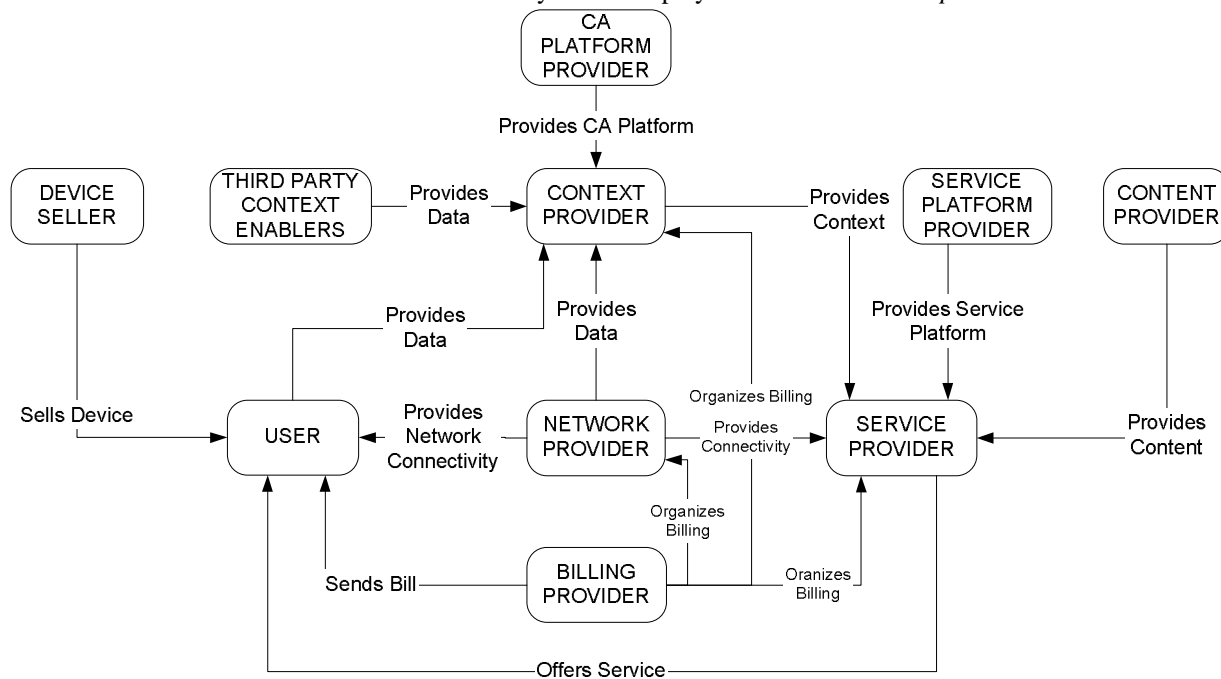 CA
PLATFORM
PROVIDER
Provides CA Platform
DEVICE
SELLER
THIRD PARTY
CONTEXT
ENABLERS
Provides
Data
CONTEXT
PROVIDER
Provides
Context
SERVICE
PLATFORM
PROVIDER
CONTENT
PROVIDER
Provides
Data
Provides
Data
Provides Service
Platform
Sells Device
USER
Provides
Network
Connectivity
NETWORK
PROVIDER
Organizes Billing
Provides
Connectivity
SERVICE
PROVIDER
Provides
Content
Organizes
Billing
Sends Bill
BILLING
PROVIDER
Oranizes
Billing
Offers Service